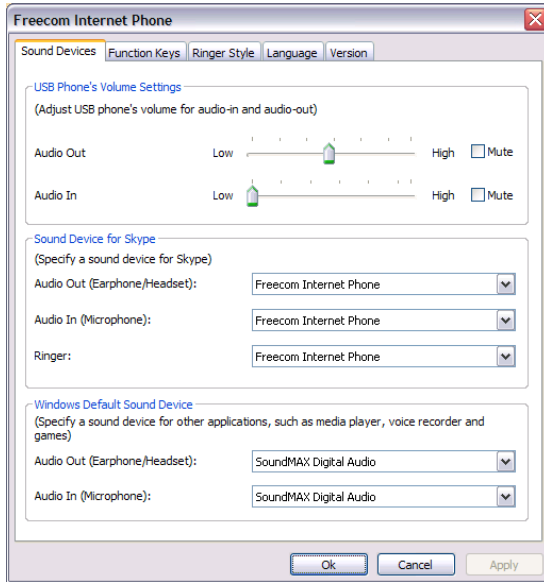 Freecom Internet Phone
Sound Devices Function Keys Ringer Style Language Version
USB Phone's Volume Settings
(Adjust USB phone's volume for audio-in and audio-out)
Audio Out Low High Mute
Audio In Low High Mute
Sound Device for Skype
(Specify a sound device for Skype)
Audio Out (Earphone/Headset): Freecom Internet Phone
Audio In (Microphone): Freecom Internet Phone
Ringer: Freecom Internet Phone
Windows Default Sound Device
(Specify a sound device for other applications, such as media player, voice recorder and
games)
Audio Out (Earphone/Headset): SoundMAX Digital Audio
Audio In (Microphone): SoundMAX Digital Audio
Ok Cancel Apply